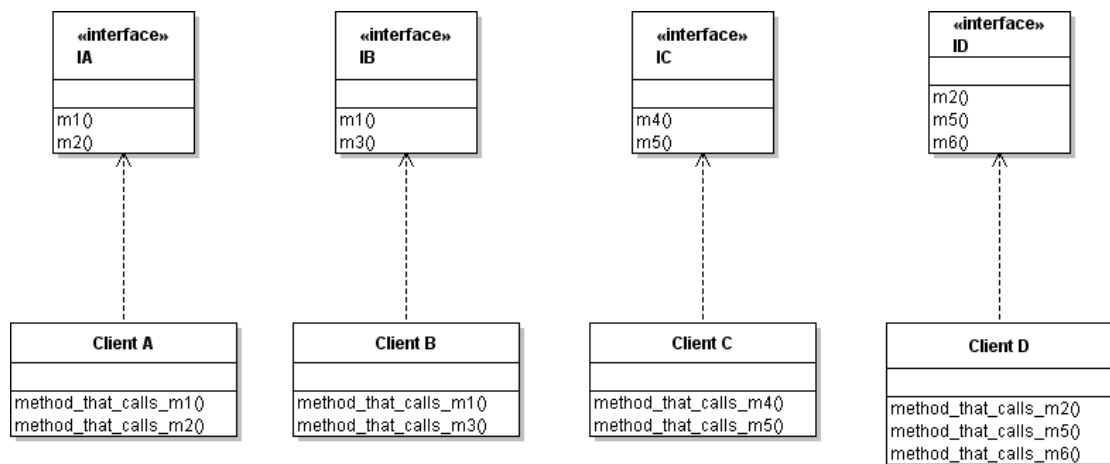 «interface»
IA
m1()
m2()
«interface»
IB
m1()
m3()
«interface»
IC
m4()
m5()
«interface»
ID
m2()
m5()
m6()
Client A
method_that_calls_m1()
method_that_calls_m2()
Client B
method_that_calls_m1()
method_that_calls_m3()
Client C
method_that_calls_m4()
method_that_calls_m5()
Client D
method_that_calls_m2()
method_that_calls_m5()
method_that_calls_m6()